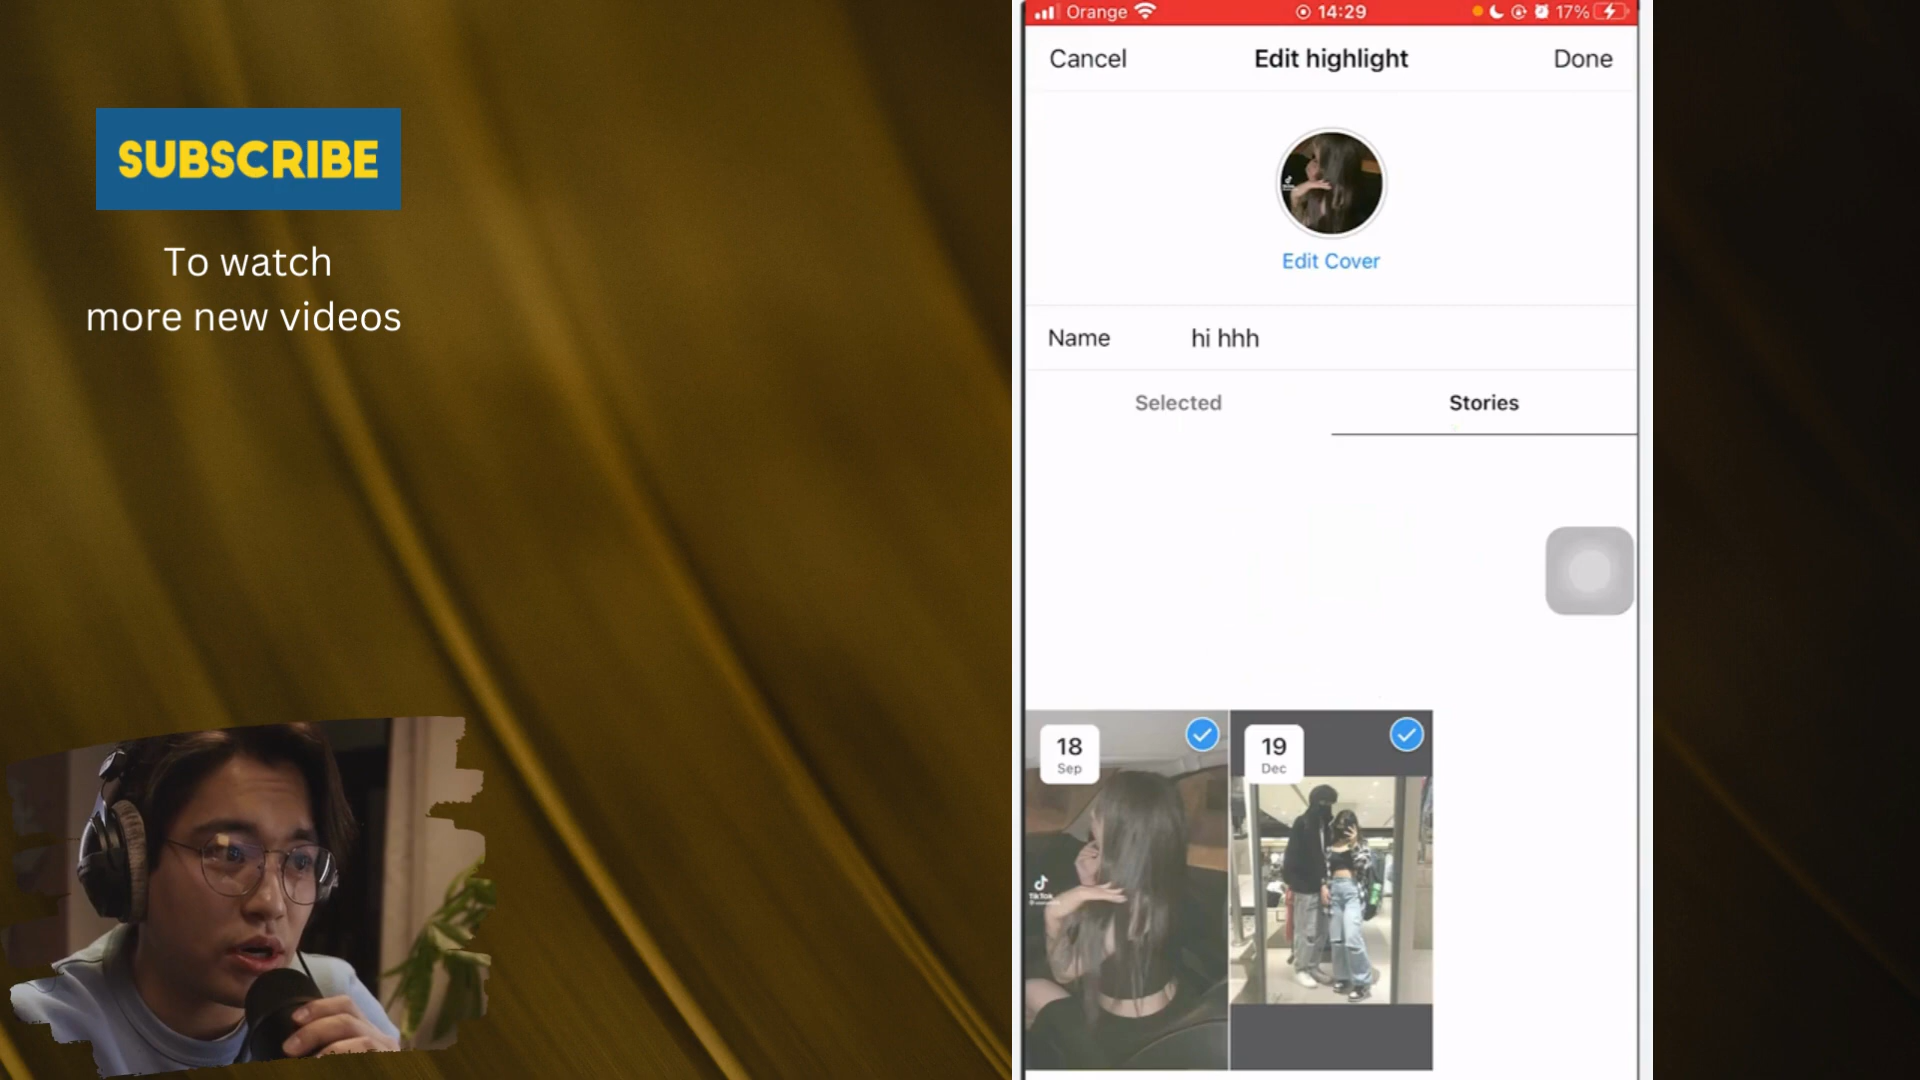 SUBSCRIBE
To watch
more new videos
Orange 14:29 17%
Cancel Edit highlight Done
Edit Cover
Name hi hhh
Selected Stories
18 19
Sep Dec
TikTok